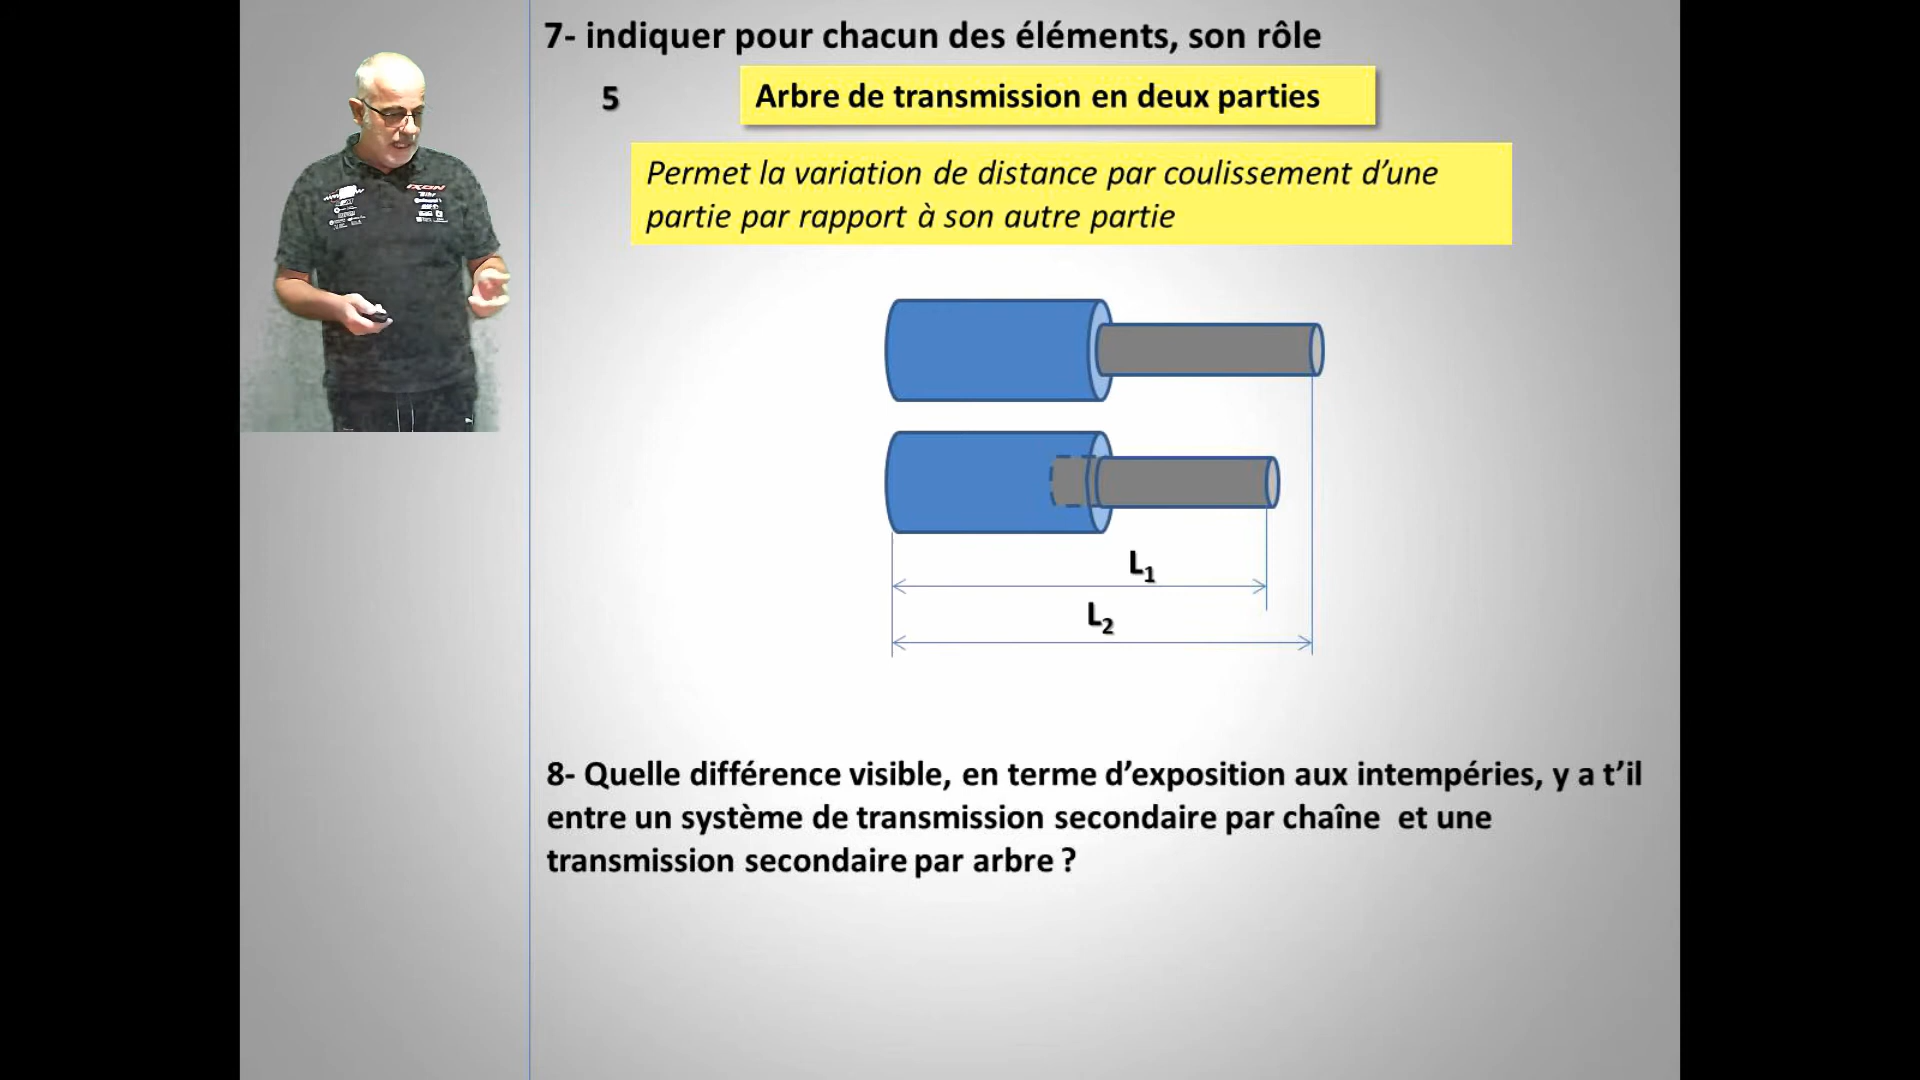 7- indiquer pour chacun des éléments, son rôle
5
Arbre de transmission en deux parties
Permet la variation de distance par coulissement d’une
partie par rapport à son autre partie
L1
L2
8- Quelle différence visible, en terme d’exposition aux intempéries, y a t’il
entre un système de transmission secondaire par chaîne et une
transmission secondaire par arbre ?
IXON